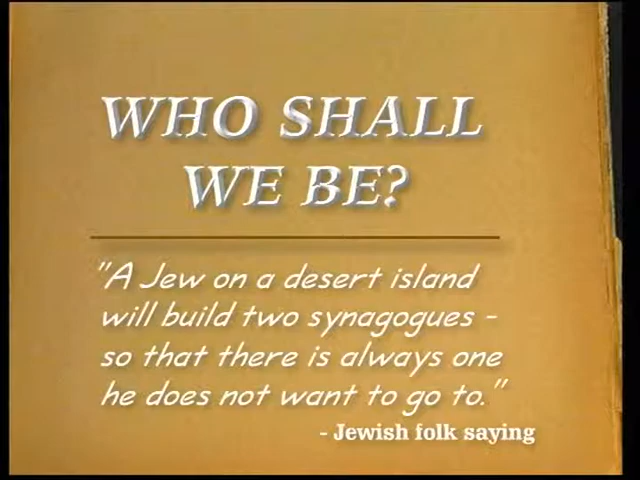 WHO SHALL
WE BE?
"A Jew on a desert island
will build two synagogues -
so that there is always one
he does not want to go to."
- Jewish folk saying